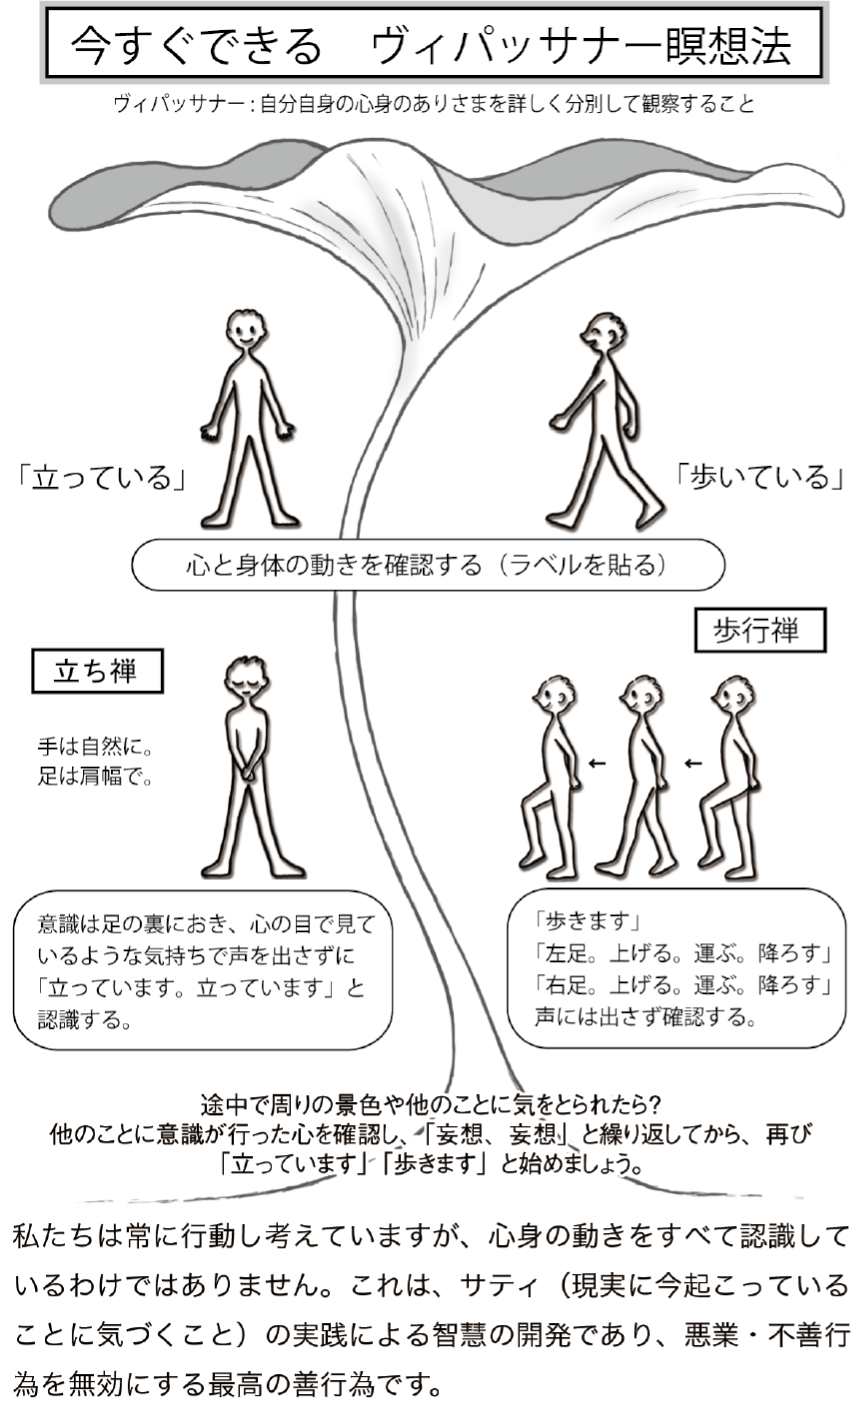 今すぐできる　ヴィパッサナー瞑想法
ヴィパッサナー：自分自身の心身のありさまを詳しく分別して観察すること
「立っている」
「歩いている」
心と身体の動きを確認する（ラベルを貼る）
立ち禅
手は自然に。
足は肩幅で。
歩行禅
←
←
意識は足の裏におき、心の目で見て
いるような気持ちで声を出さずに
「立っています。立っています」と
認識する。
「歩きます」
「左足。上げる。運ぶ。降ろす」
「右足。上げる。運ぶ。降ろす」
声には出さず確認する。
途中で周りの景色や他のことに気をとられたら?
他のことに意識が行った心を確認し、「妄想、妄想」と繰り返してから、再び
「立っています」「歩きます」と始めましょう。
私たちは常に行動し考えていますが、心身の動きをすべて認識して
いるわけではありません。これは、サティ（現実に今起こっている
ことに気づくこと）の実践による智慧の開発であり、悪業・不善行
為を無効にする最高の善行為です。